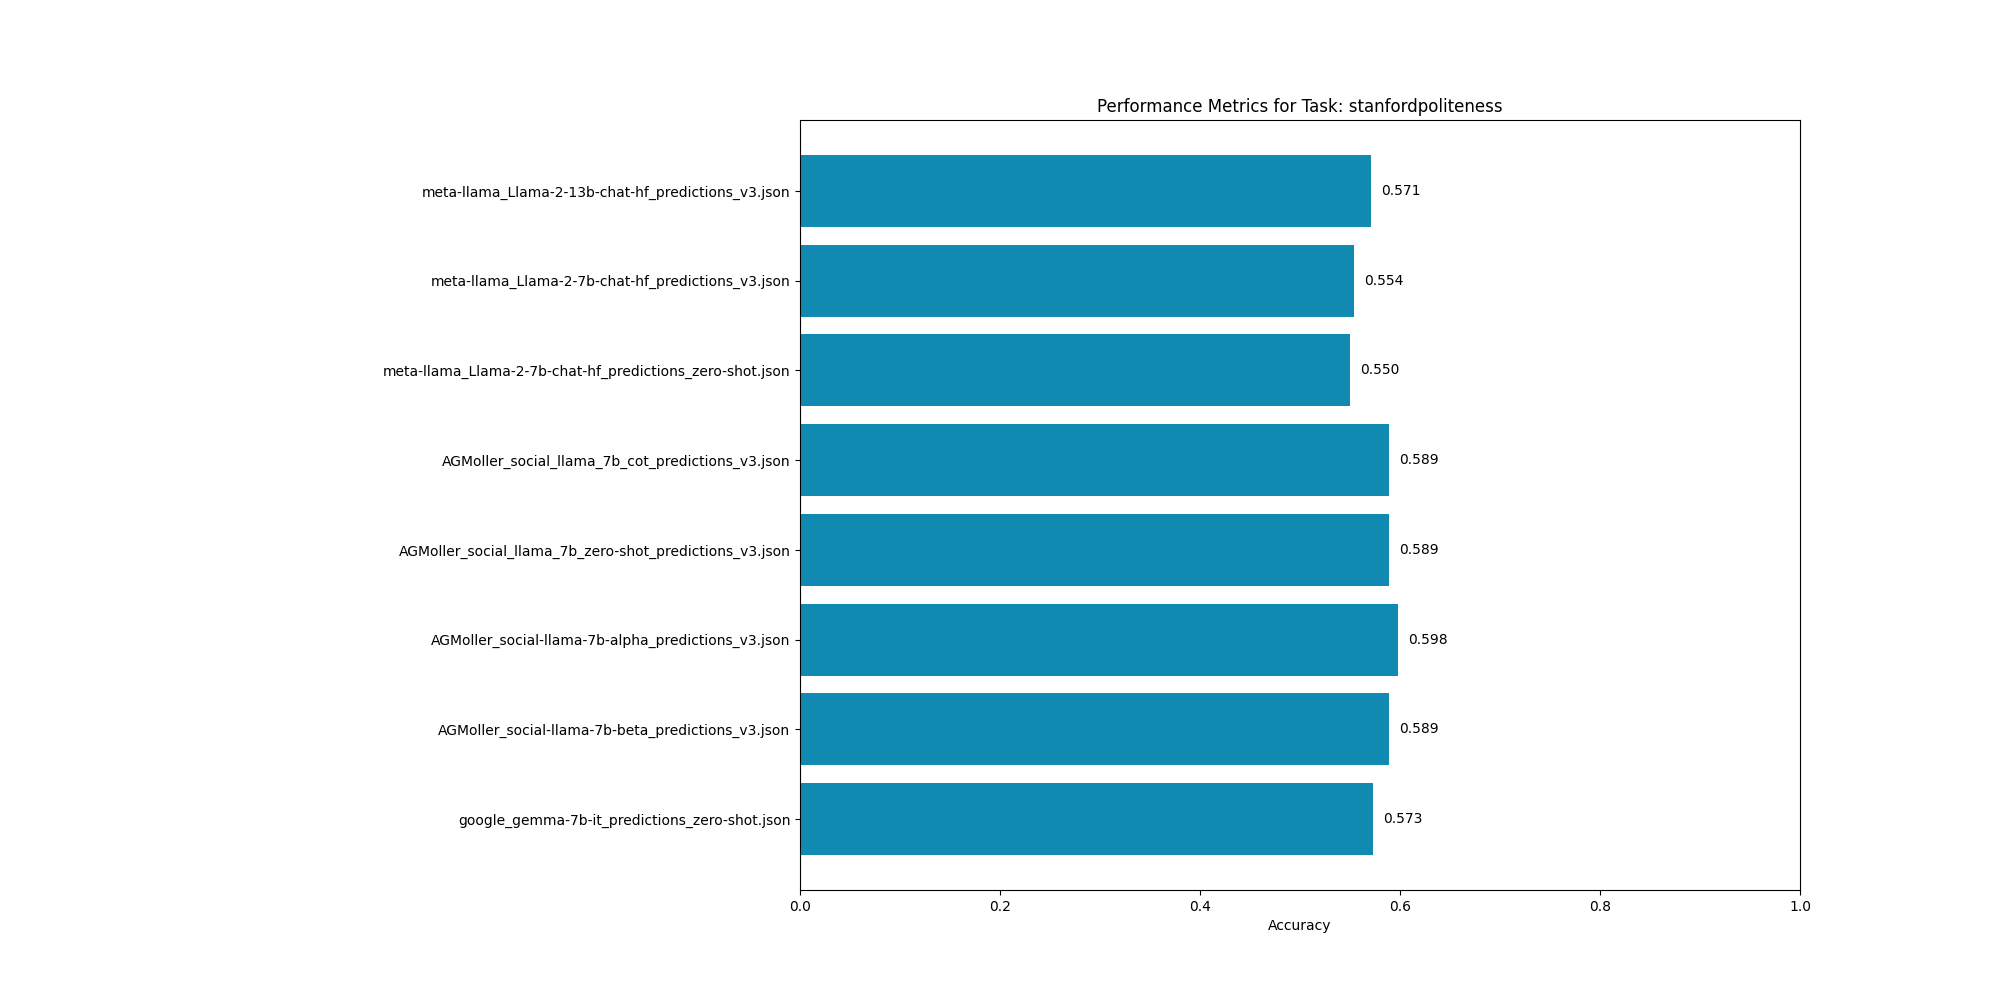 Performance Metrics for Task: stanfordpoliteness
meta-llama_Llama-2-13b-chat-hf_predictions_v3.json
0.571
meta-llama_Llama-2-7b-chat-hf_predictions_v3.json
0.554
meta-llama_Llama-2-7b-chat-hf_predictions_zero-shot.json
0.550
AGMoller_social_llama_7b_cot_predictions_v3.json
0.589
AGMoller_social_llama_7b_zero-shot_predictions_v3.json
0.589
AGMoller_social-llama-7b-alpha_predictions_v3.json
0.598
AGMoller_social-llama-7b-beta_predictions_v3.json
0.589
google_gemma-7b-it_predictions_zero-shot.json
0.573
0.0 0.2 0.4 0.6 0.8 1.0
Accuracy